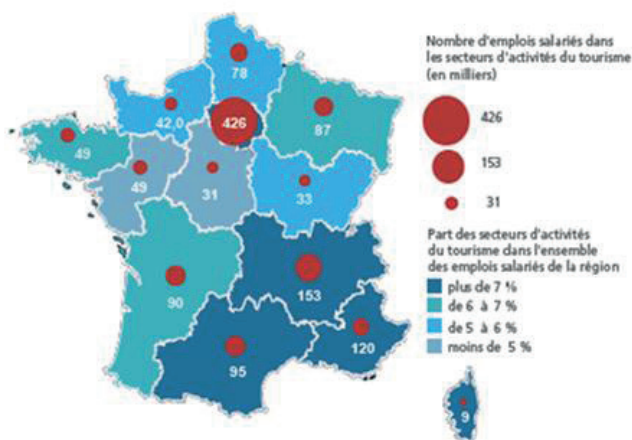 78
42,0
426
87
49
49
31
33
90
153
95
120
9
Nombre d'emplois salariés dans
les secteurs d'activités du tourisme
(en milliers)
426
153
31
Part des secteurs d'activités
du tourisme dans l'ensemble
des emplois salariés de la région
plus de 7 %
de 6 à 7 %
de 5 à 6 %
moins de 5 %